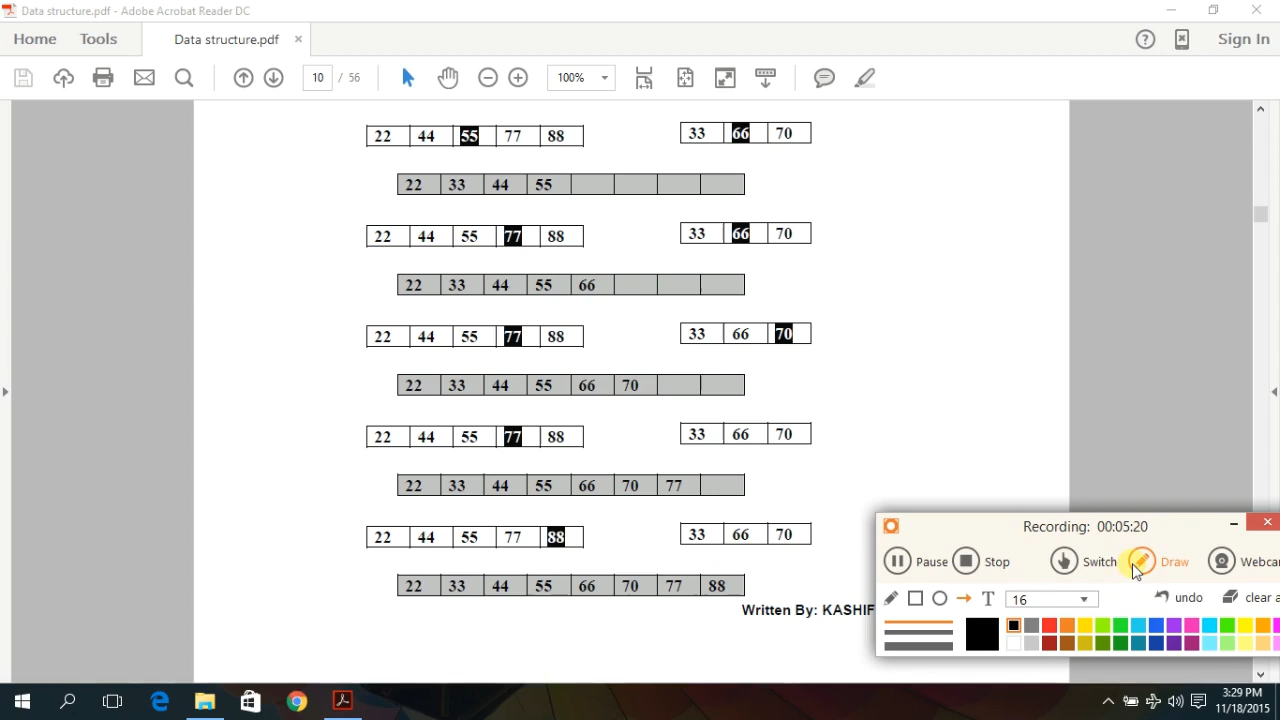 Data structure.pdf - Adobe Acrobat Reader DC
Home Tools Data structure.pdf × Sign In
10 / 56 100%
22 44 55 77 88 33 66 70
22 33 44 55
22 44 55 77 88 33 66 70
22 33 44 55 66
22 44 55 77 88 33 66 70
22 33 44 55 66 70
22 44 55 77 88 33 66 70
22 33 44 55 66 70 77
22 44 55 77 88 33 66 70
22 33 44 55 66 70 77 88
Written By: KASHIF
Recording: 00:05:20
Pause Stop Switch Draw Webca
T 16 undo clear a
3:29 PM
11/18/2015